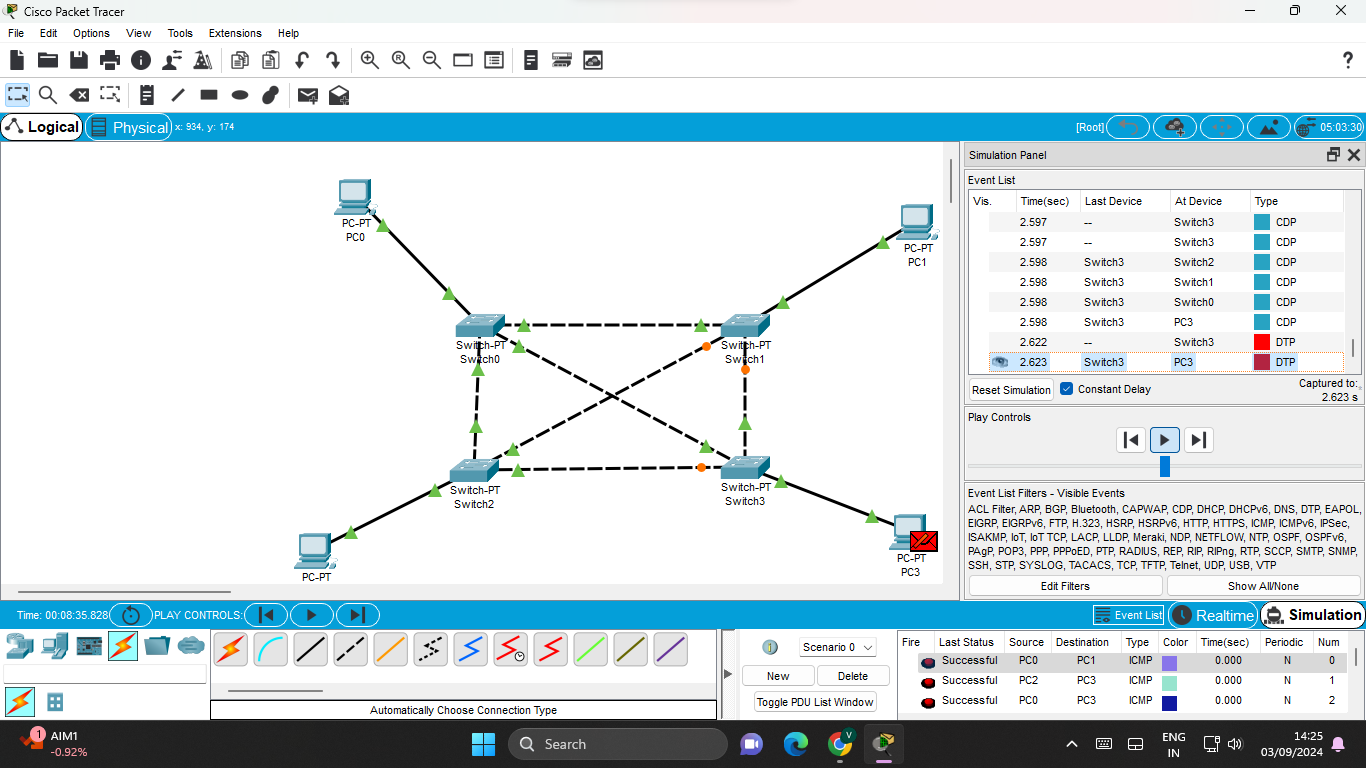 Cisco Packet Tracer
File Edit Options View Tools Extensions Help
?
Logical Physical x: 934, y: 174 [Root] 05:03:30
PC-PT
PC0
PC-PT
PC1
Switch-PT
Switch0
Switch-PT
Switch1
Switch-PT
Switch2
Switch-PT
Switch3
PC-PT
PC-PT
PC3
Simulation Panel
Event List
Vis. Time(sec) Last Device At Device Type
2.597 -- Switch3 CDP
2.597 -- Switch3 CDP
2.598 Switch3 Switch2 CDP
2.598 Switch3 Switch1 CDP
2.598 Switch3 Switch0 CDP
2.598 Switch3 PC3 CDP
2.622 -- Switch3 DTP
2.623 Switch3 PC3 DTP
Reset Simulation Constant Delay Captured to:
2.623 s
Play Controls
Event List Filters - Visible Events
ACL Filter, ARP, BGP, Bluetooth, CAPWAP, CDP, DHCP, DHCPv6, DNS, DTP, EAPOL,
EIGRP, EIGRPv6, FTP, H.323, HSRP, HSRPv6, HTTP, HTTPS, ICMP, ICMPv6, IPSec,
ISAKMP, IoT, IoT TCP, LACP, LLDP, Meraki, NDP, NETFLOW, NTP, OSPF, OSPFv6,
PAgP, POP3, PPP, PPPoED, PTP, RADIUS, REP, RIP, RIPng, RTP, SCCP, SMTP, SNMP,
SSH, STP, SYSLOG, TACACS, TCP, TFTP, Telnet, UDP, USB, VTP
Edit Filters Show All/None
Time: 00:08:35.828 PLAY CONTROLS: Event List Realtime Simulation
Automatically Choose Connection Type
Scenario 0
New Delete
Toggle PDU List Window
Fire Last Status Source Destination Type Color Time(sec) Periodic Num
Successful PC0 PC1 ICMP 0.000 N 0
Successful PC2 PC3 ICMP 0.000 N 1
Successful PC0 PC3 ICMP 0.000 N 2
1 AIM1
-0.92%
Search
V
ENG
IN
14:25
03/09/2024